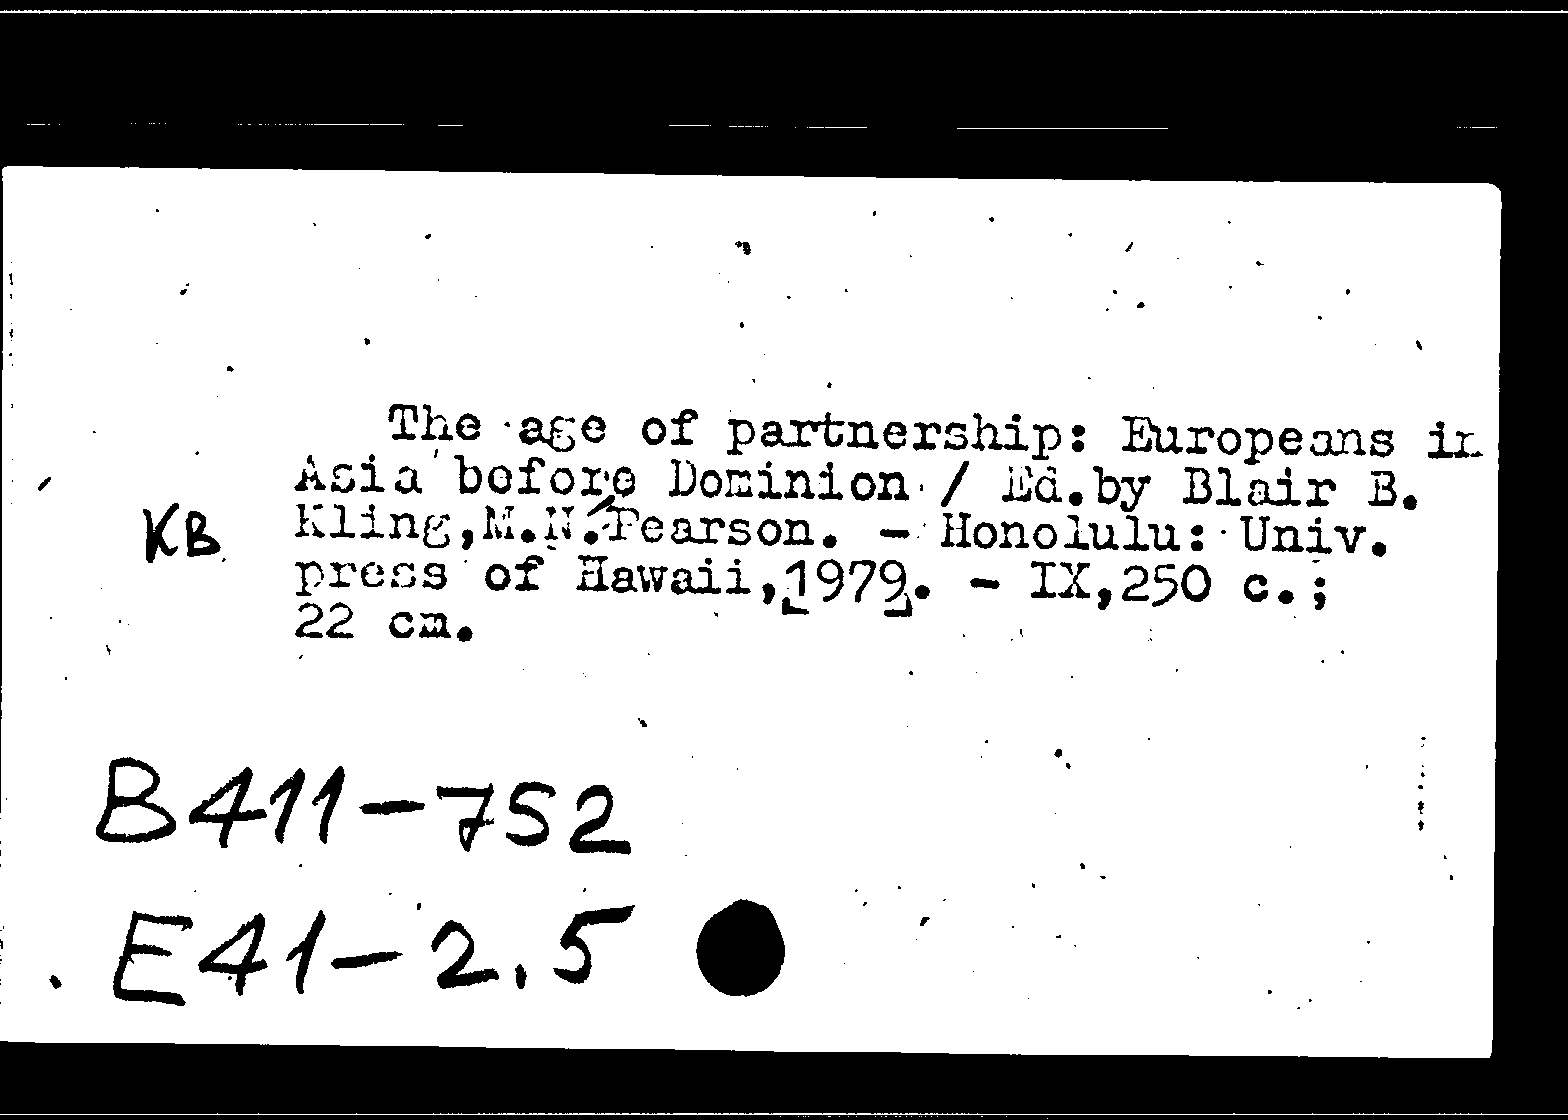 The age of partnership: Europeans in
Asia before Dominion / Ed.by Blair B.
KB
Kling,M.N.Pearson. - Honolulu: Univ.
press of Hawaii,1979. - IX,250 c.;
22 cm.
B411-752
E41-2.5